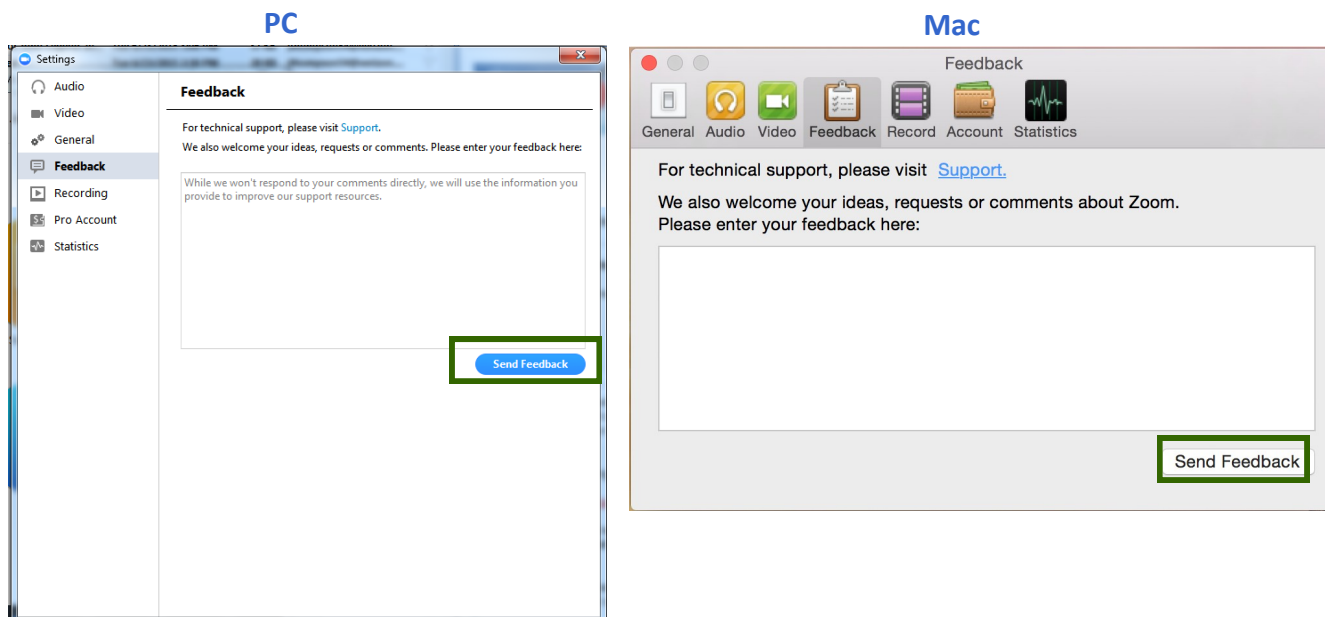 PC
Settings
Audio
Video
General
Feedback
Recording
Pro Account
Statistics
Feedback
For technical support, please visit Support.
We also welcome your ideas, requests or comments. Please enter your feedback here:
While we won't respond to your comments directly, we will use the information you
provide to improve our support resources.
Send Feedback
Mac
Feedback
General Audio Video Feedback Record Account Statistics
For technical support, please visit Support.
We also welcome your ideas, requests or comments about Zoom.
Please enter your feedback here:
Send Feedback